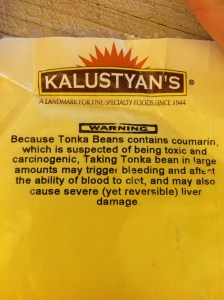 KALUSTYAN'S ®
A LANDMARK FOR FINE SPECIALTY FOODS SINCE 1944
WARNING
Because Tonka Beans contains coumarin,
which is suspected of being toxic and
carcinogenic, Taking Tonka bean in large
amounts may trigger bleeding and affect
the ability of blood to clot, and may also
cause severe (yet reversible) liver
damage